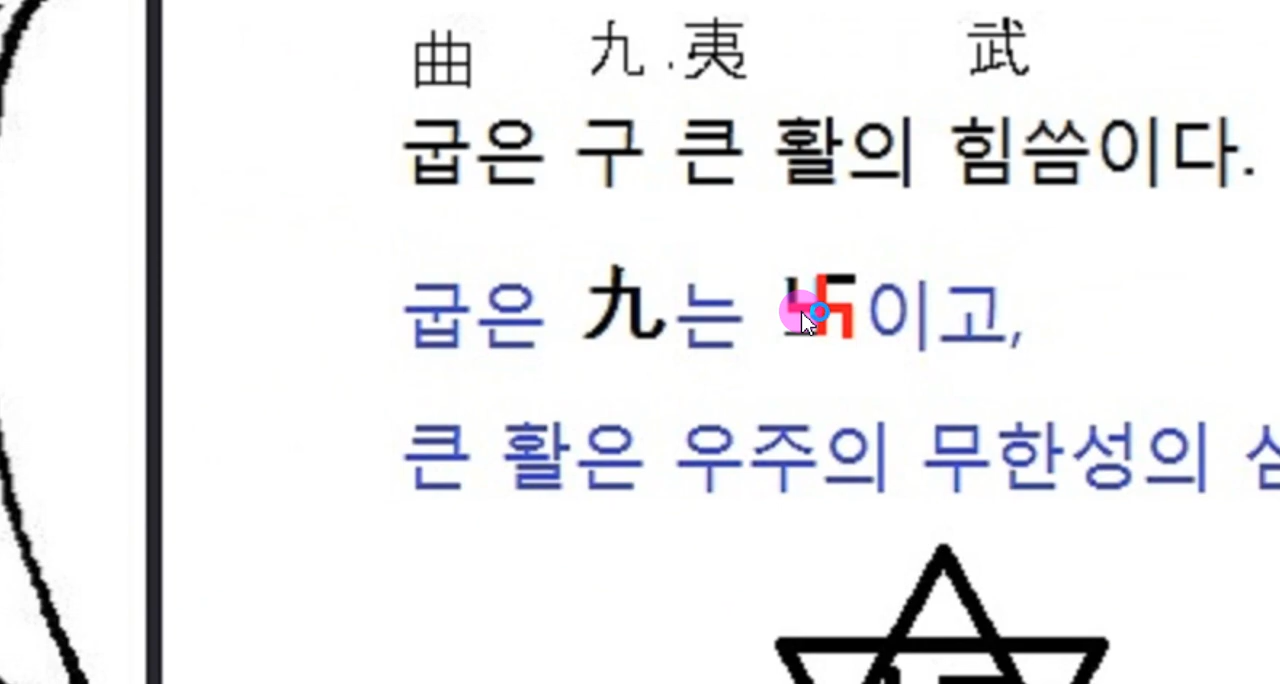 曲 九.夷 武
굽은 구 큰 활의 힘씀이다.
굽은 九는 卐이고,
큰 활은 우주의 무한성의